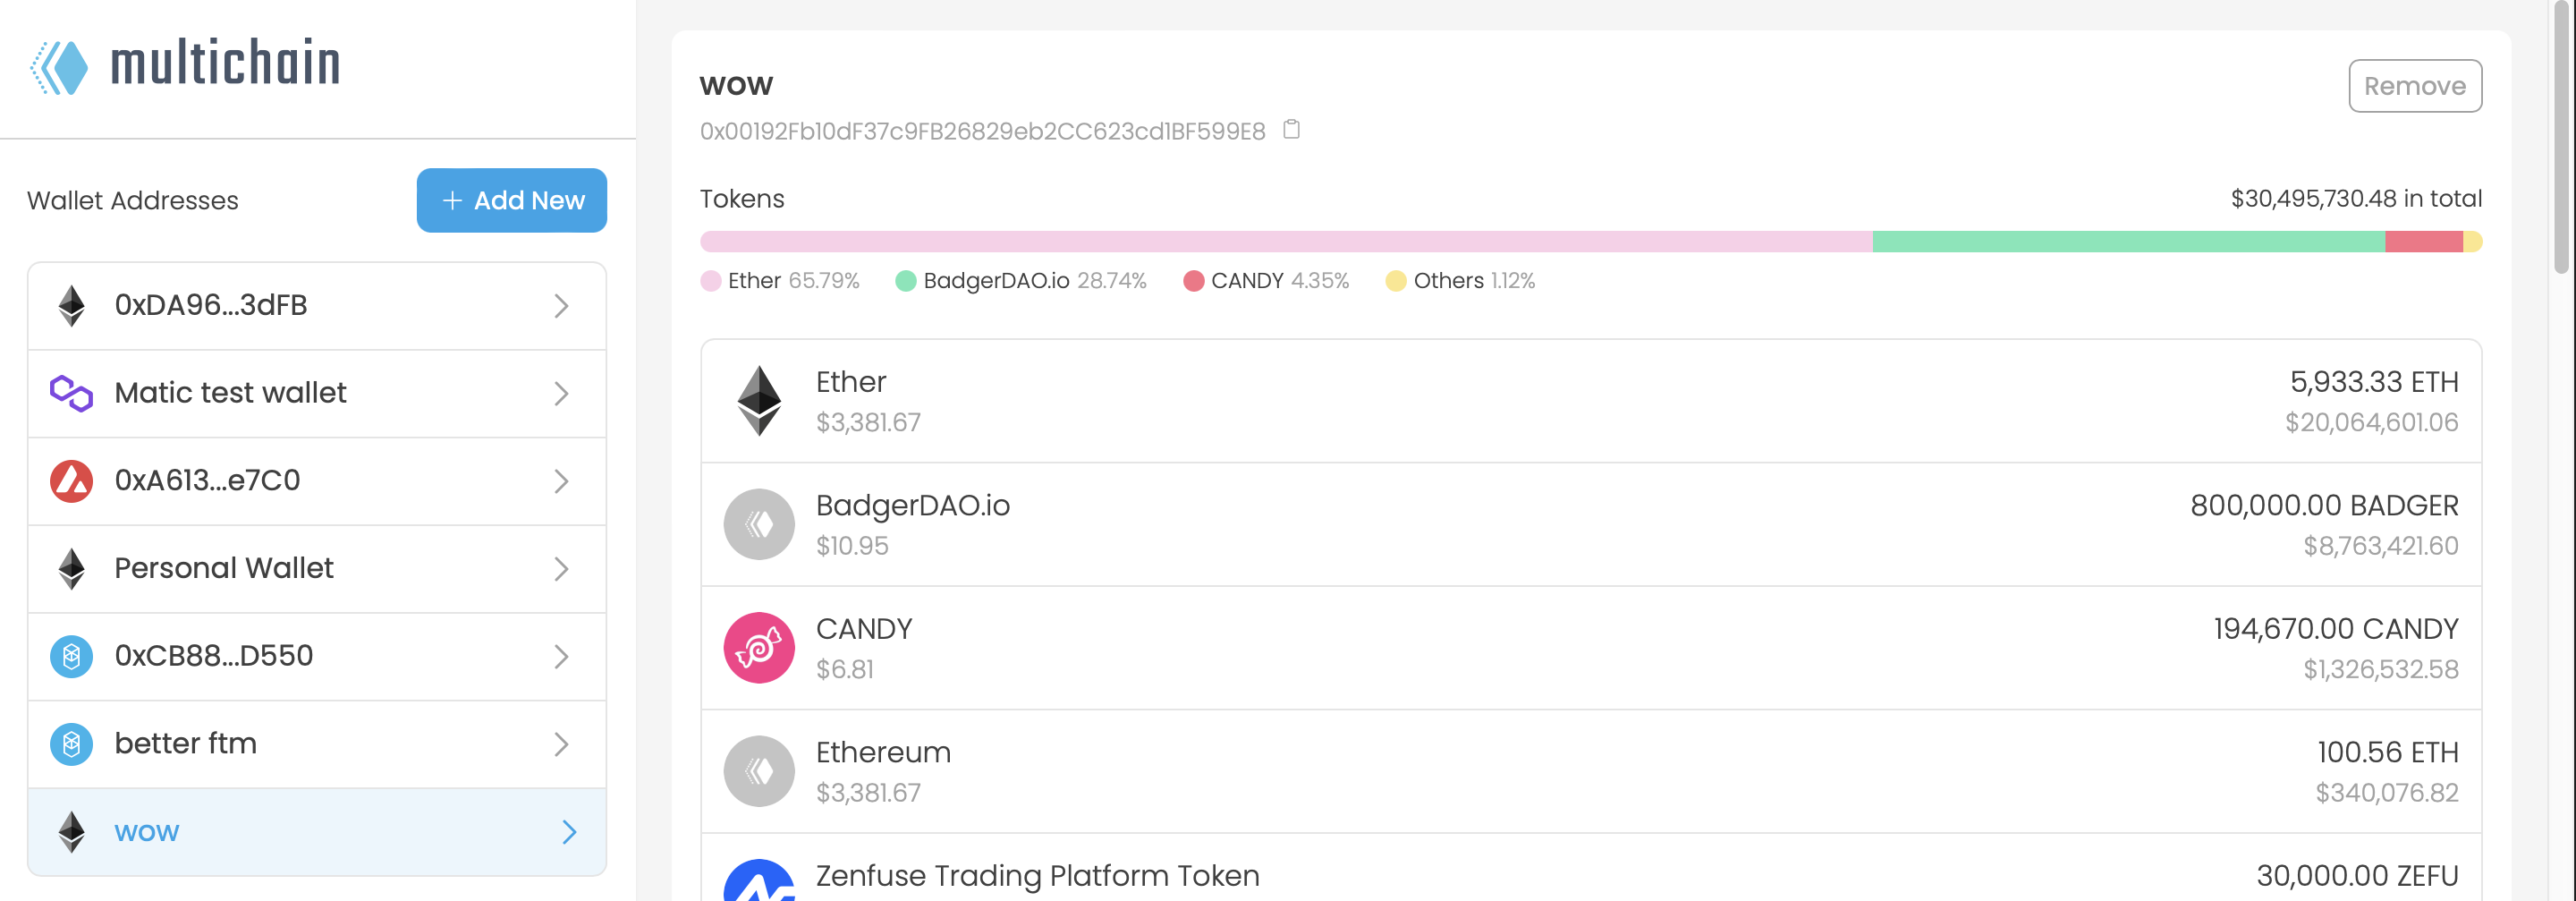 multichain
Wallet Addresses
+ Add New
0xDA96...3dFB
Matic test wallet
0xA613...e7C0
Personal Wallet
0xCB88...D550
better ftm
wow
wow
Remove
0x00192Fb10dF37c9FB26829eb2CC623cd1BF599E8
Tokens
$30,495,730.48 in total
Ether 65.79% BadgerDAO.io 28.74% CANDY 4.35% Others 1.12%
Ether
5,933.33 ETH
$3,381.67
$20,064,601.06
BadgerDAO.io
800,000.00 BADGER
$10.95
$8,763,421.60
CANDY
194,670.00 CANDY
$6.81
$1,326,532.58
Ethereum
100.56 ETH
$3,381.67
$340,076.82
Zenfuse Trading Platform Token
30,000.00 ZEFU